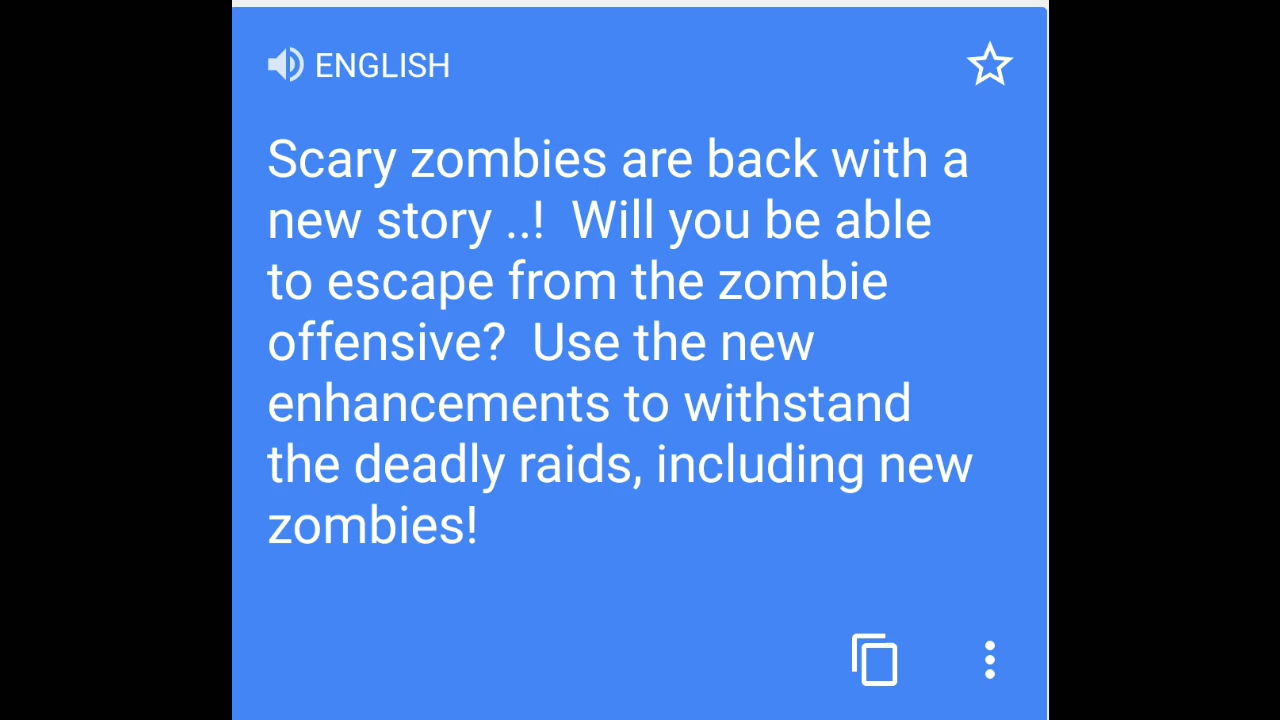 ENGLISH
Scary zombies are back with a
new story ..!  Will you be able
to escape from the zombie
offensive?  Use the new
enhancements to withstand
the deadly raids, including new
zombies!